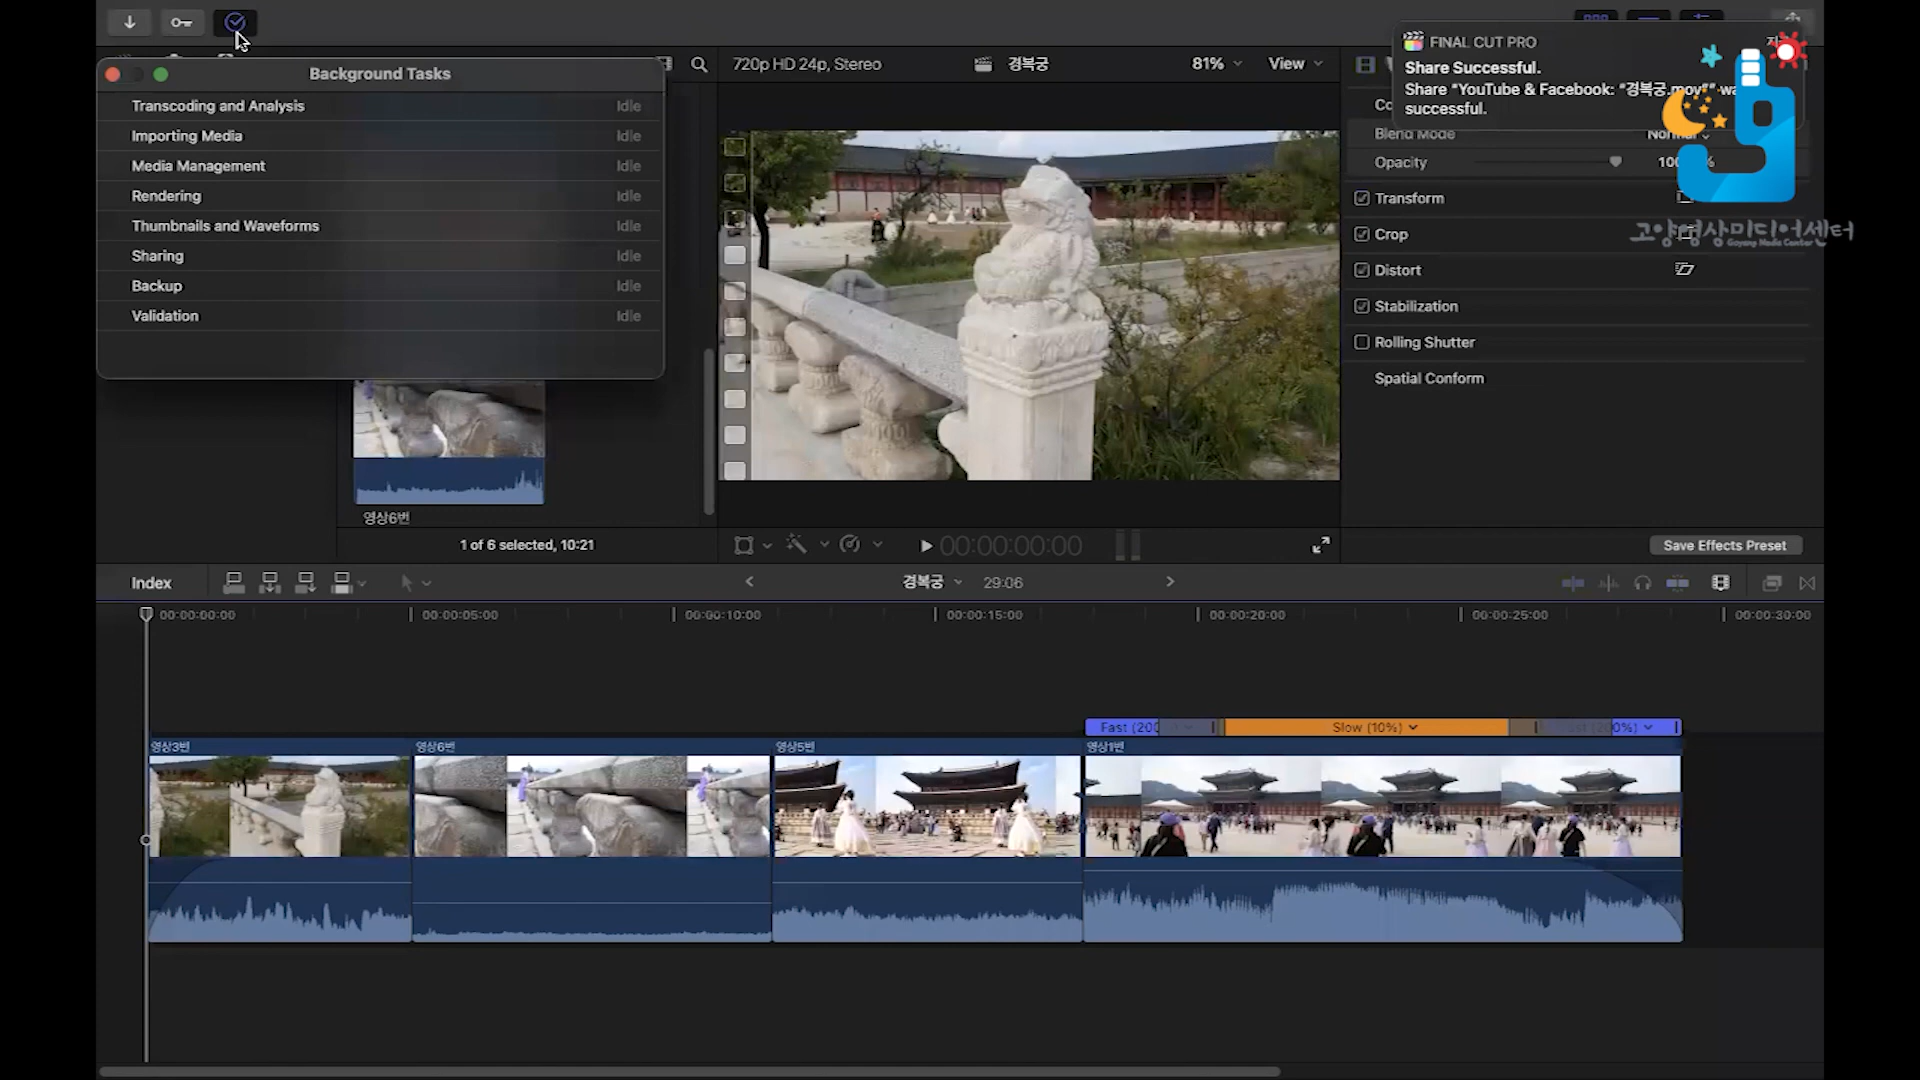 FINAL CUT PRO
Share Successful.
Share "YouTube & Facebook: "경복궁.mov""
successful.
고양영상미디어센터
Goyang Media Center
Background Tasks
Transcoding and Analysis Idle
Importing Media Idle
Media Management Idle
Rendering Idle
Thumbnails and Waveforms Idle
Sharing Idle
Backup Idle
Validation Idle
720p HD 24p, Stereo
경복궁
81%
View
Blend Mode
Opacity
Transform
Crop
Distort
Stabilization
Rolling Shutter
Spatial Conform
영상6번
1 of 6 selected, 10:21
00:00:00:00
Save Effects Preset
Index
경복궁
29:06
00:00:00:00
00:00:05:00
00:00:10:00
00:00:15:00
00:00:20:00
00:00:25:00
00:00:30:00
Fast
Slow (10%)
영상3번
영상6번
영상5번
영상1번